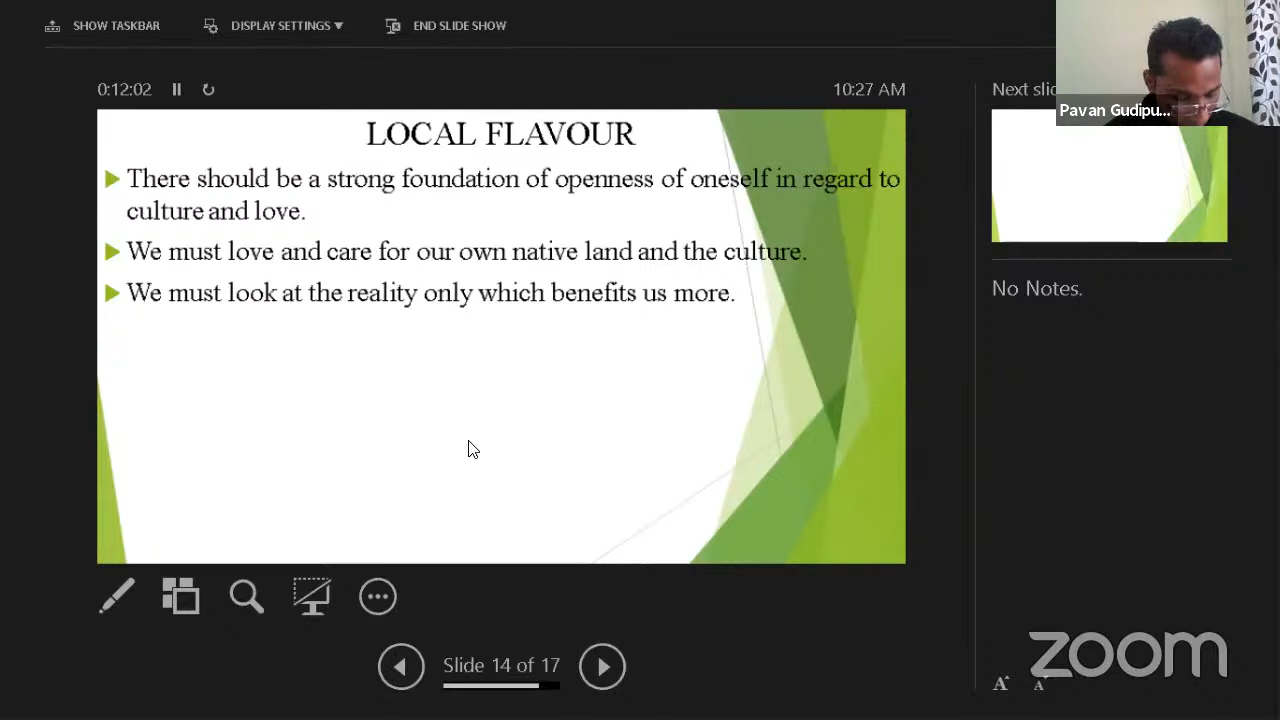 SHOW TASKBAR
DISPLAY SETTINGS
END SLIDE SHOW
0:12:02
10:27 AM
Next slid
Pavan Gudipu...
LOCAL FLAVOUR
There should be a strong foundation of openness of oneself in regard to
culture and love.
We must love and care for our own native land and the culture.
We must look at the reality only which benefits us more.
No Notes.
Slide 14 of 17
zoom
A A